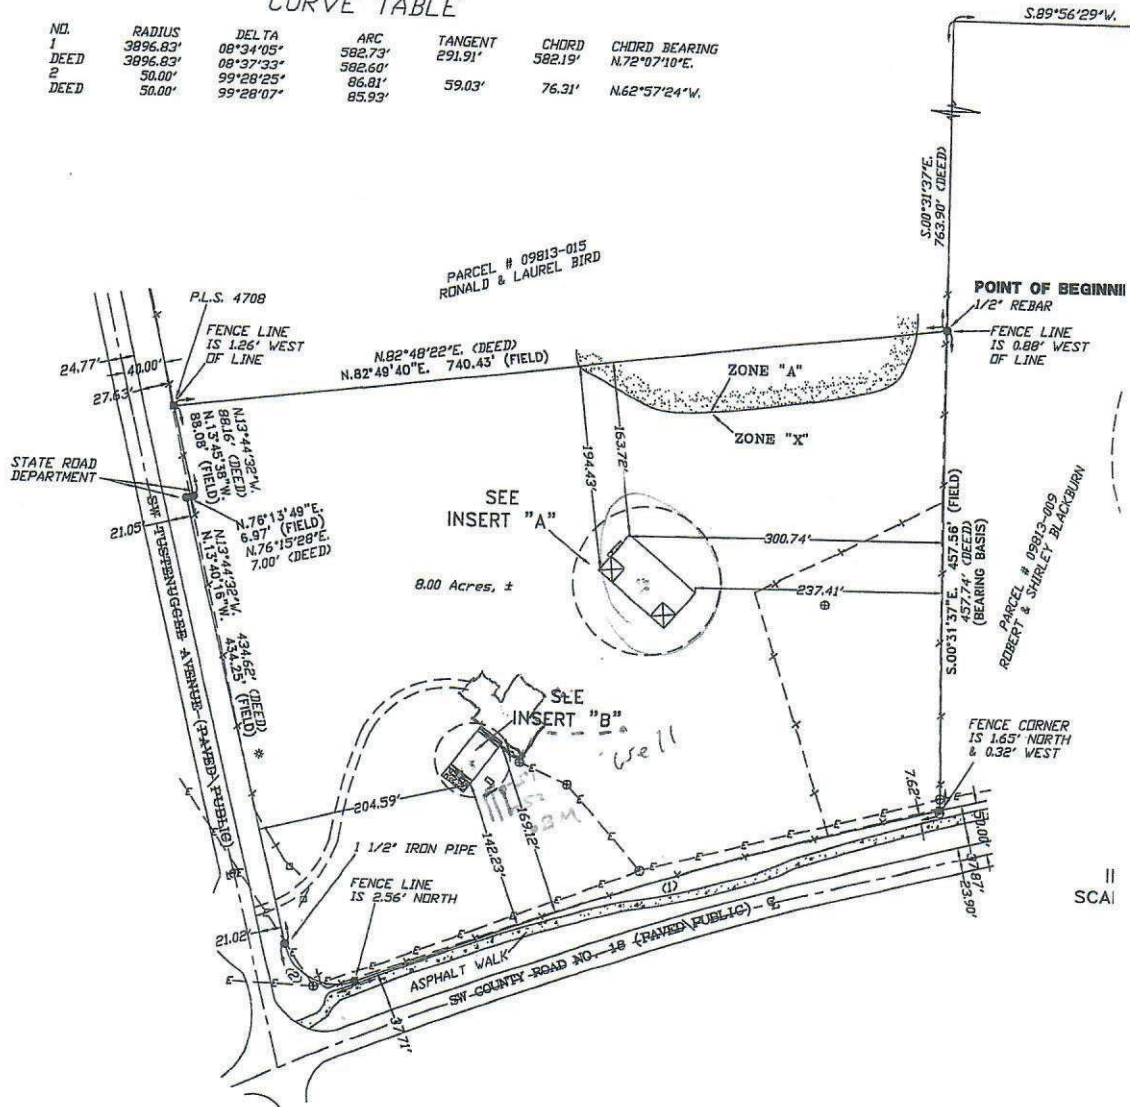 CURVE TABLE
NO. RADIUS DELTA ARC TANGENT CHORD CHORD BEARING
1 3896.83' 08°34'05" 582.73' 291.91' 582.19' N.72°07'10"E.
DEED 3896.83' 08°37'33" 582.60'
2 50.00' 99°28'25" 86.81' 59.03' 76.31' N.62°57'24"W.
DEED 50.00' 99°28'07" 85.93'
S.89°56'29"W.
S.00°31'37"E.
763.90' (DEED)
PARCEL # 09813-015
RONALD & LAUREL BIRD
P.L.S. 4708
FENCE LINE
IS 1.26' WEST
OF LINE
POINT OF BEGINNI
1/2" REBAR
FENCE LINE
IS 0.88' WEST
OF LINE
24.77'
40.00'
27.63'
N.82°48'22"E. (DEED)
N.82°49'40"E. 740.43' (FIELD)
ZONE "A"
ZONE "X"
N.13°44'32"W.
88.16' (DEED)
N.13°45'38"W.
88.08' (FIELD)
STATE ROAD
DEPARTMENT
21.05'
N.76°13'49"E.
6.97' (FIELD)
N.76°15'28"E.
7.00' (DEED)
194.43'
163.72'
SEE
INSERT "A"
300.74'
237.41'
8.00 Acres, ±
S.00°31'37"E. 457.56' (FIELD)
457.74' (DEED)
(BEARING BASIS)
PARCEL # 09813-009
ROBERT & SHIRLEY BLACKBURN
N.13°44'32"W. 434.62' (DEED)
N.13°40'16"W. 434.25' (FIELD)
SW TUSTENUGGEE AVENUE (PAVED\PUBLIC)
SEE
INSERT "B"
Well
FENCE CORNER
IS 1.65' NORTH
& 0.32' WEST
204.59'
142.23'
169.12'
7.62'
50.00'
37.87'
23.90'
1 1/2" IRON PIPE
FENCE LINE
IS 2.56' NORTH
21.02'
(1)
(2)
ASPHALT WALK
SW COUNTY ROAD NO. 18 (PAVED\PUBLIC)
37.71'
SCAI